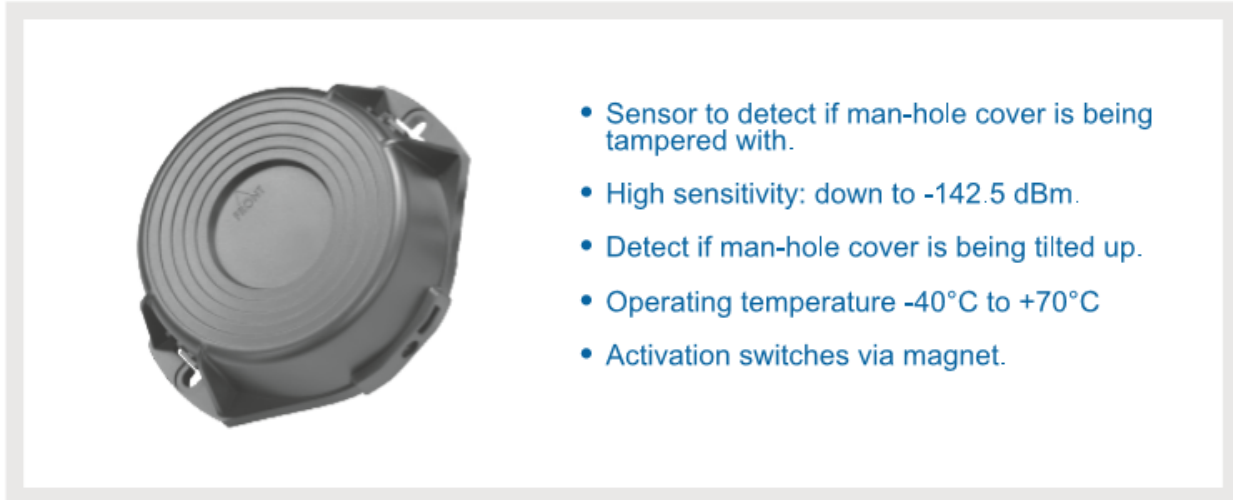 FRONT
• Sensor to detect if man-hole cover is being
tampered with.
• High sensitivity: down to -142.5 dBm.
• Detect if man-hole cover is being tilted up.
• Operating temperature -40°C to +70°C
• Activation switches via magnet.